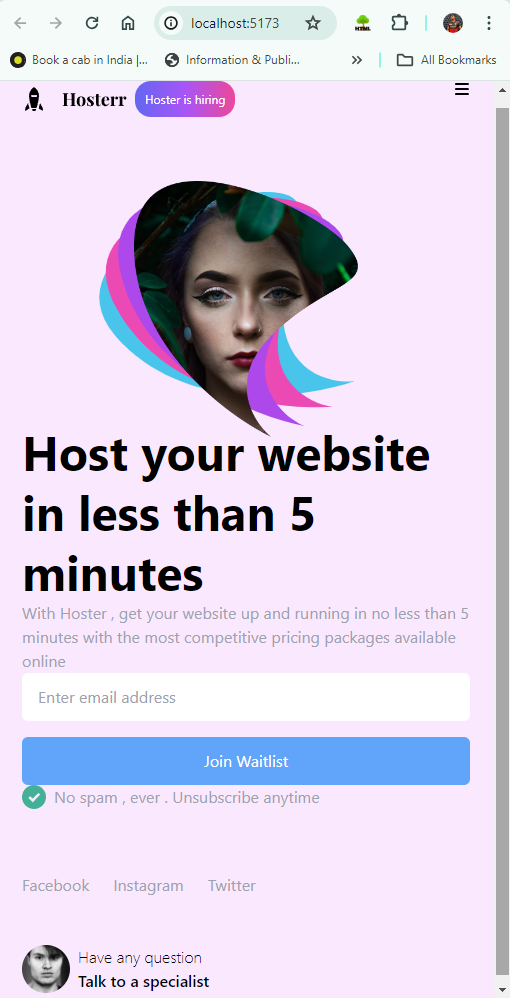 localhost:5173
HTML
Book a cab in India |...
Information & Publi...
All Bookmarks
Hosterr
Hoster is hiring
Host your website
in less than 5
minutes
With Hoster , get your website up and running in no less than 5
minutes with the most competitive pricing packages available
online
Enter email address
Join Waitlist
No spam , ever . Unsubscribe anytime
Facebook Instagram Twitter
Have any question
Talk to a specialist